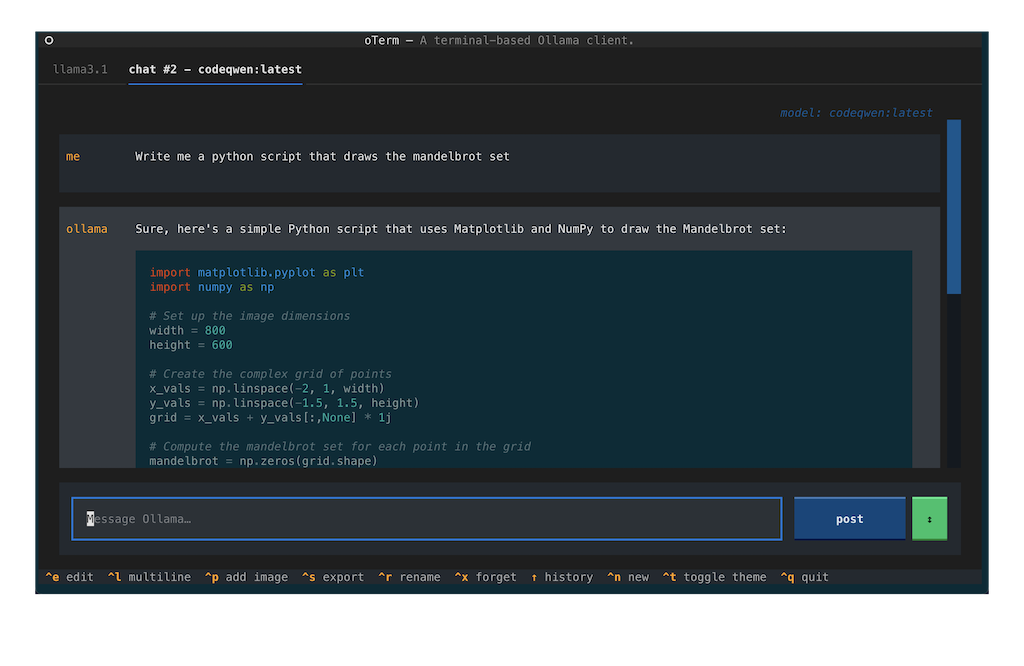 oTerm — A terminal-based Ollama client.
llama3.1 chat #2 - codeqwen:latest
model: codeqwen:latest
me Write me a python script that draws the mandelbrot set
ollama Sure, here's a simple Python script that uses Matplotlib and NumPy to draw the Mandelbrot set:
import matplotlib.pyplot as plt
import numpy as np
# Set up the image dimensions
width = 800
height = 600
# Create the complex grid of points
x_vals = np.linspace(-2, 1, width)
y_vals = np.linspace(-1.5, 1.5, height)
grid = x_vals + y_vals[:,None] * 1j
# Compute the mandelbrot set for each point in the grid
mandelbrot = np.zeros(grid.shape)
Message Ollama… post ↕
^e edit ^l multiline ^p add image ^s export ^r rename ^x forget ↑ history ^n new ^t toggle theme ^q quit